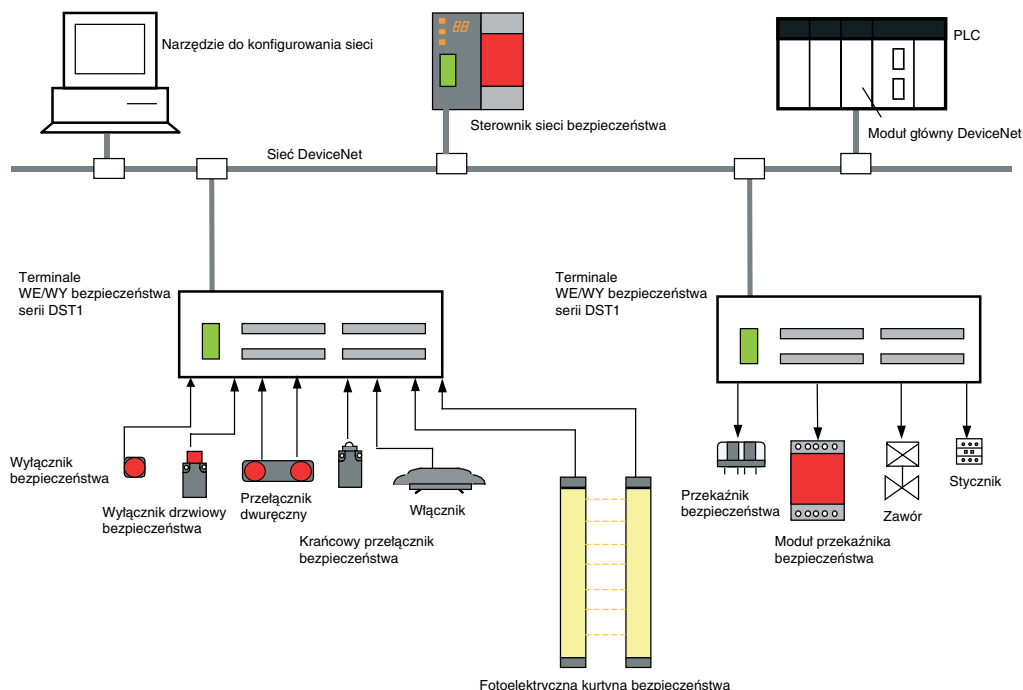 Narzędzie do konfigurowania sieci
88
PLC
Sterownik sieci bezpieczeństwa
Moduł główny DeviceNet
Sieć DeviceNet
Terminale
WE/WY bezpieczeństwa
serii DST1
Terminale
WE/WY bezpieczeństwa
serii DST1
Wyłącznik
bezpieczeństwa
Wyłącznik drzwiowy
bezpieczeństwa
Przełącznik
dwuręczny
Krańcowy przełącznik
bezpieczeństwa
Włącznik
Przekaźnik
bezpieczeństwa
Moduł przekaźnika
bezpieczeństwa
Zawór
Stycznik
Fotoelektryczna kurtyna bezpieczeństwa